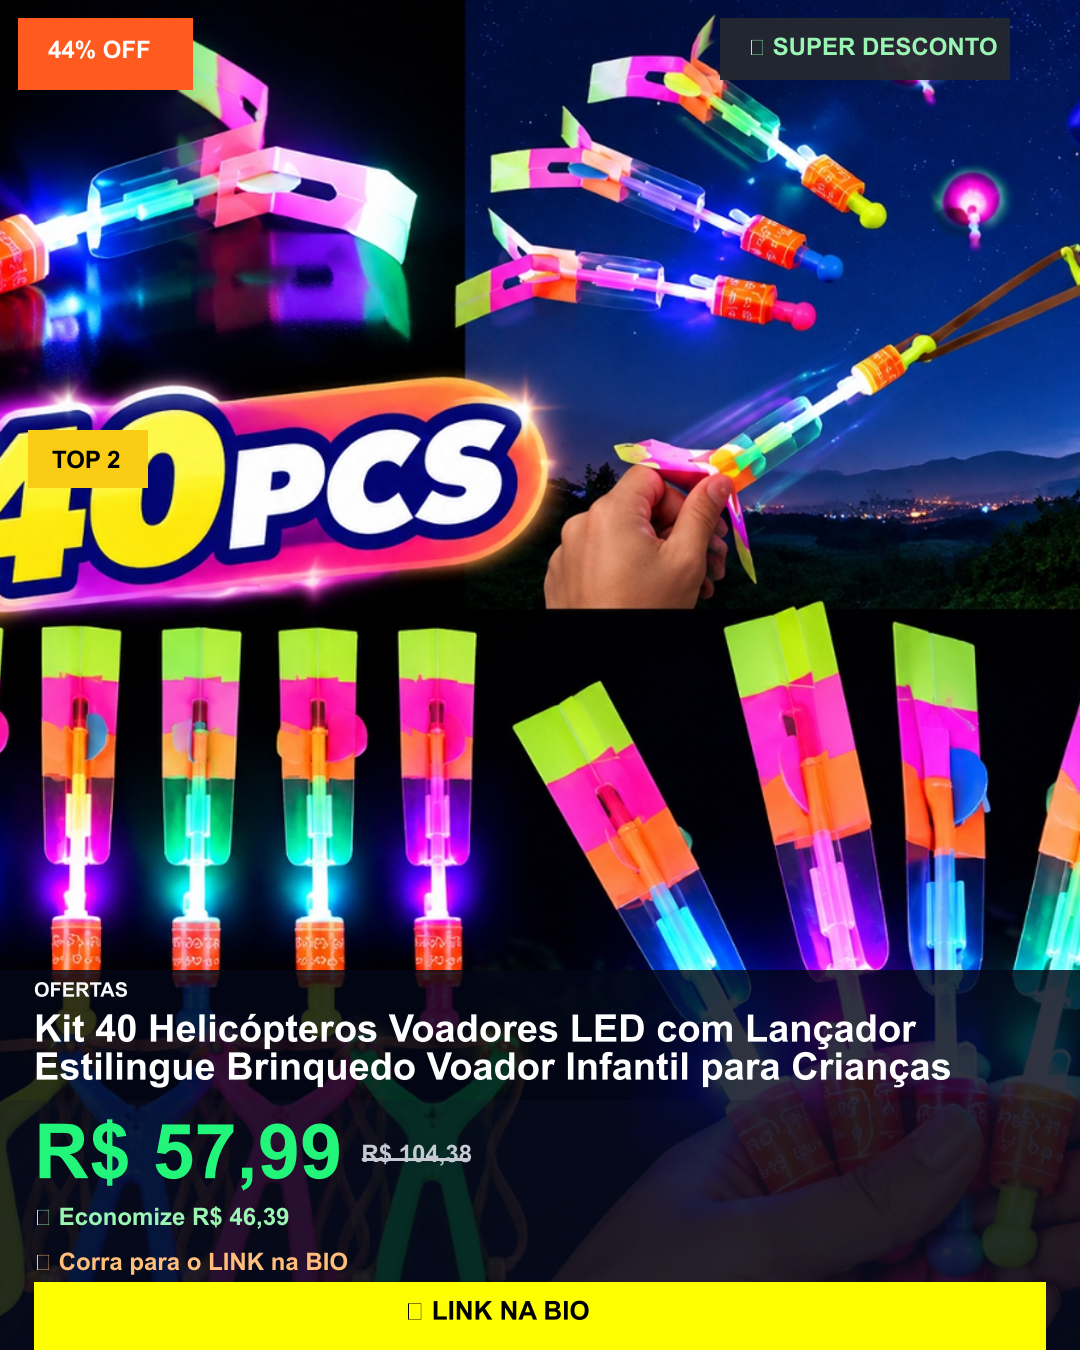 44% OFF
SUPER DESCONTO
40PCS
TOP 2
OFERTAS
Kit 40 Helicópteros Voadores LED com Lançador
Estilingue Brinquedo Voador Infantil para Crianças
R$ 57,99 R$ 104,38
Economize R$ 46,39
Corra para o LINK na BIO
LINK NA BIO